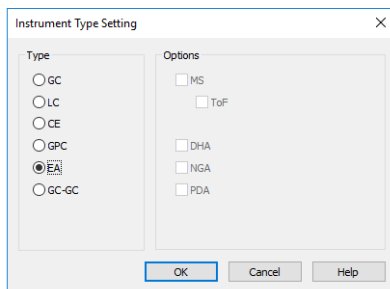 Instrument Type Setting
Type
GC
LC
CE
GPC
EA
GC-GC
Options
MS
ToF
DHA
NGA
PDA
OK
Cancel
Help